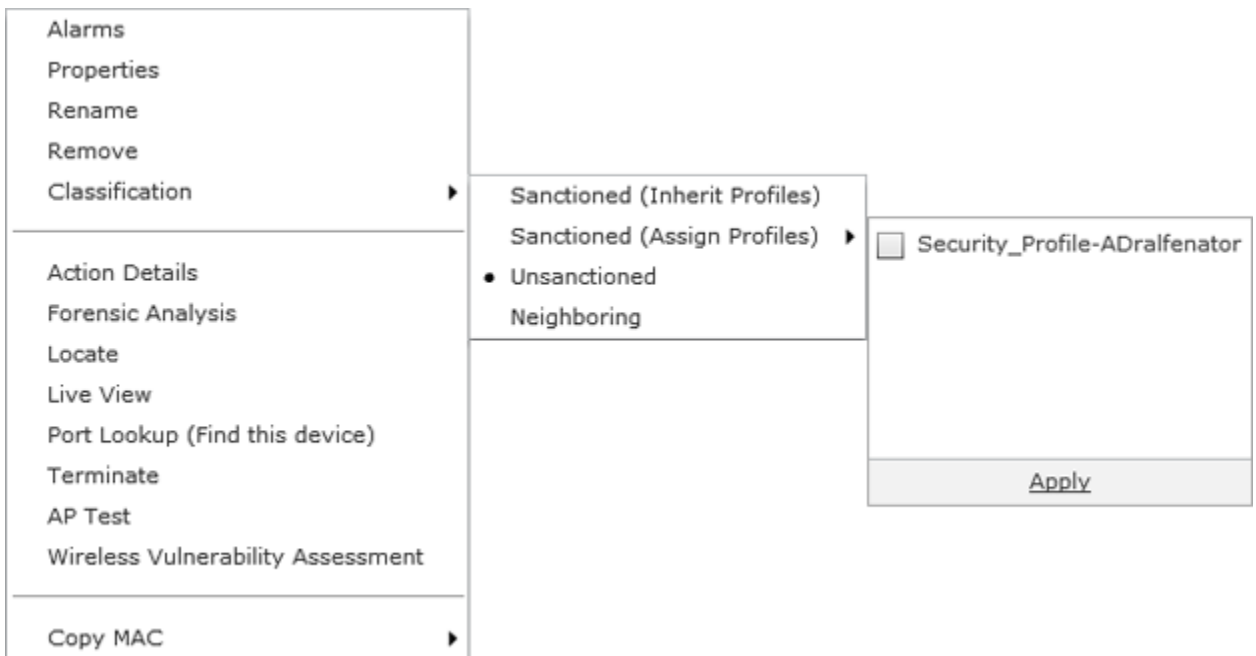 Alarms
Properties
Rename
Remove
Classification
Action Details
Forensic Analysis
Locate
Live View
Port Lookup (Find this device)
Terminate
AP Test
Wireless Vulnerability Assessment
Copy MAC
Sanctioned (Inherit Profiles)
Sanctioned (Assign Profiles)
Unsanctioned
Neighboring
Security_Profile-ADralfenator
Apply